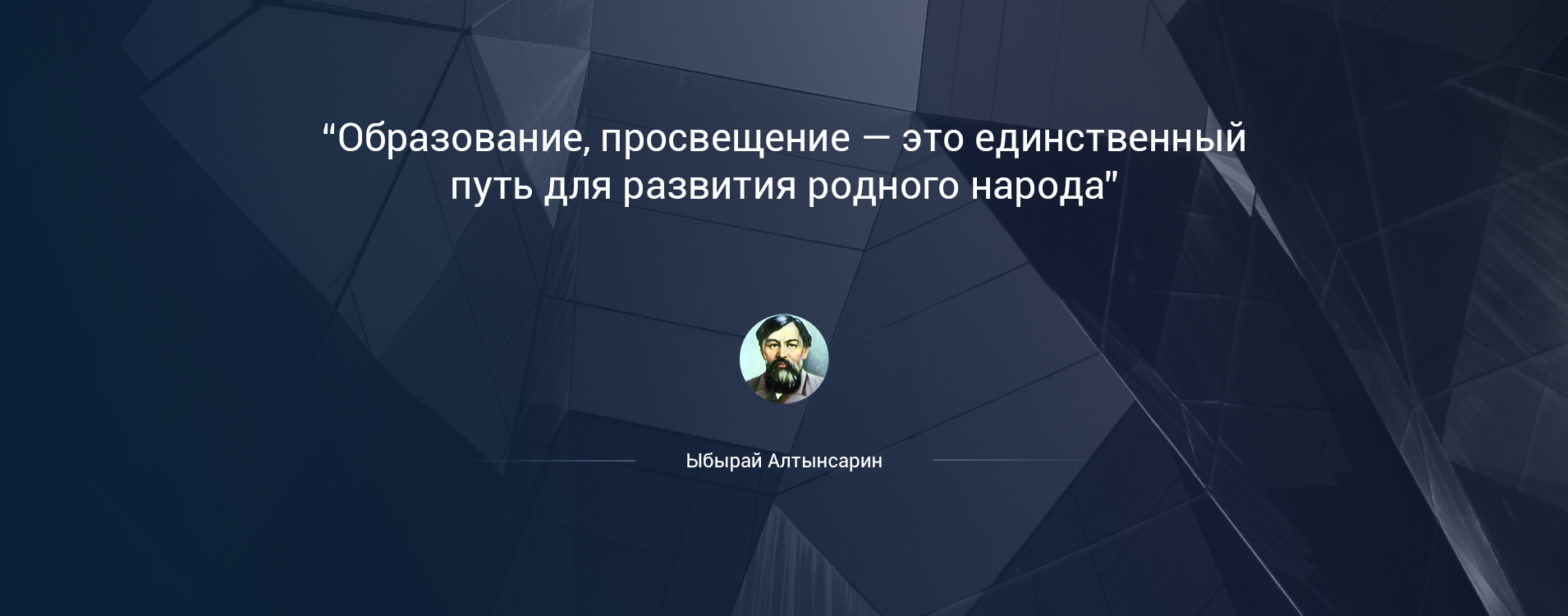 “Образование, просвещение — это единственный
путь для развития родного народа"
Ыбырай Алтынсарин